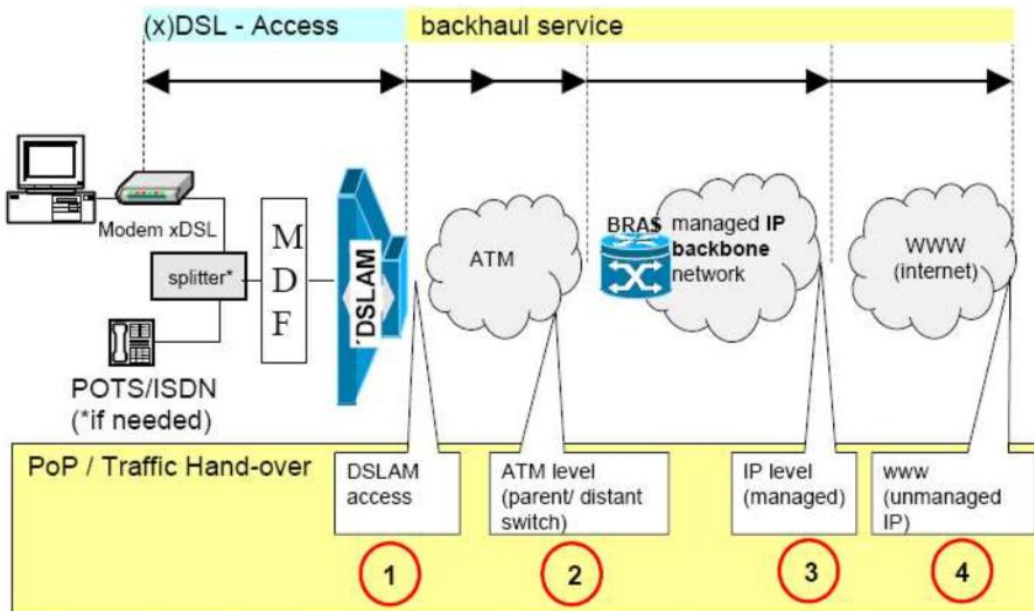 (x)DSL - Access
backhaul service
Modem xDSL
splitter*
POTS/ISDN
(*if needed)
M
D
F
DSLAM
ATM
BRAS
managed IP
backbone
network
WWW
(internet)
PoP / Traffic Hand-over
DSLAM
access
ATM level
(parent/ distant
switch)
IP level
(managed)
www
(unmanaged
IP)
1
2
3
4